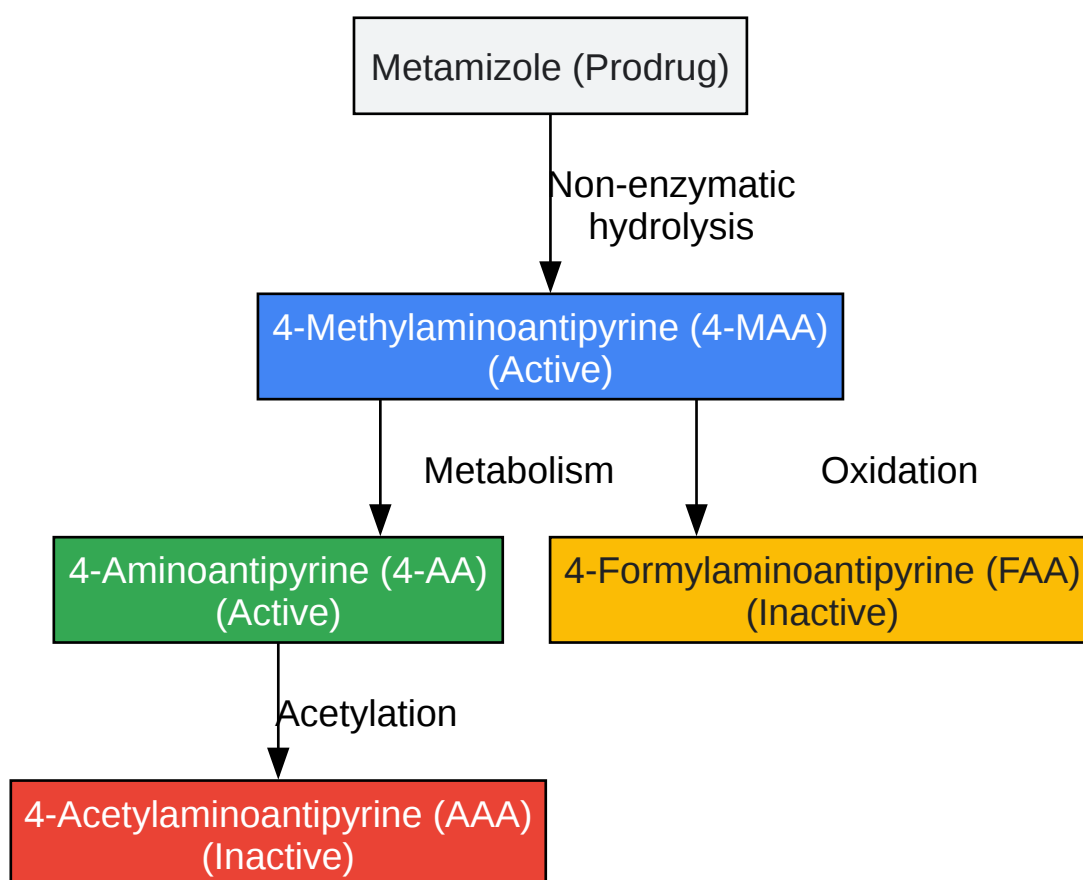 Metamizole (Prodrug)
Non-enzymatic
hydrolysis
4-Methylaminoantipyrine (4-MAA)
(Active)
Metabolism
Oxidation
4-Aminoantipyrine (4-AA)
(Active)
4-Formylaminoantipyrine (FAA)
(Inactive)
Acetylation
4-Acetylaminoantipyrine (AAA)
(Inactive)